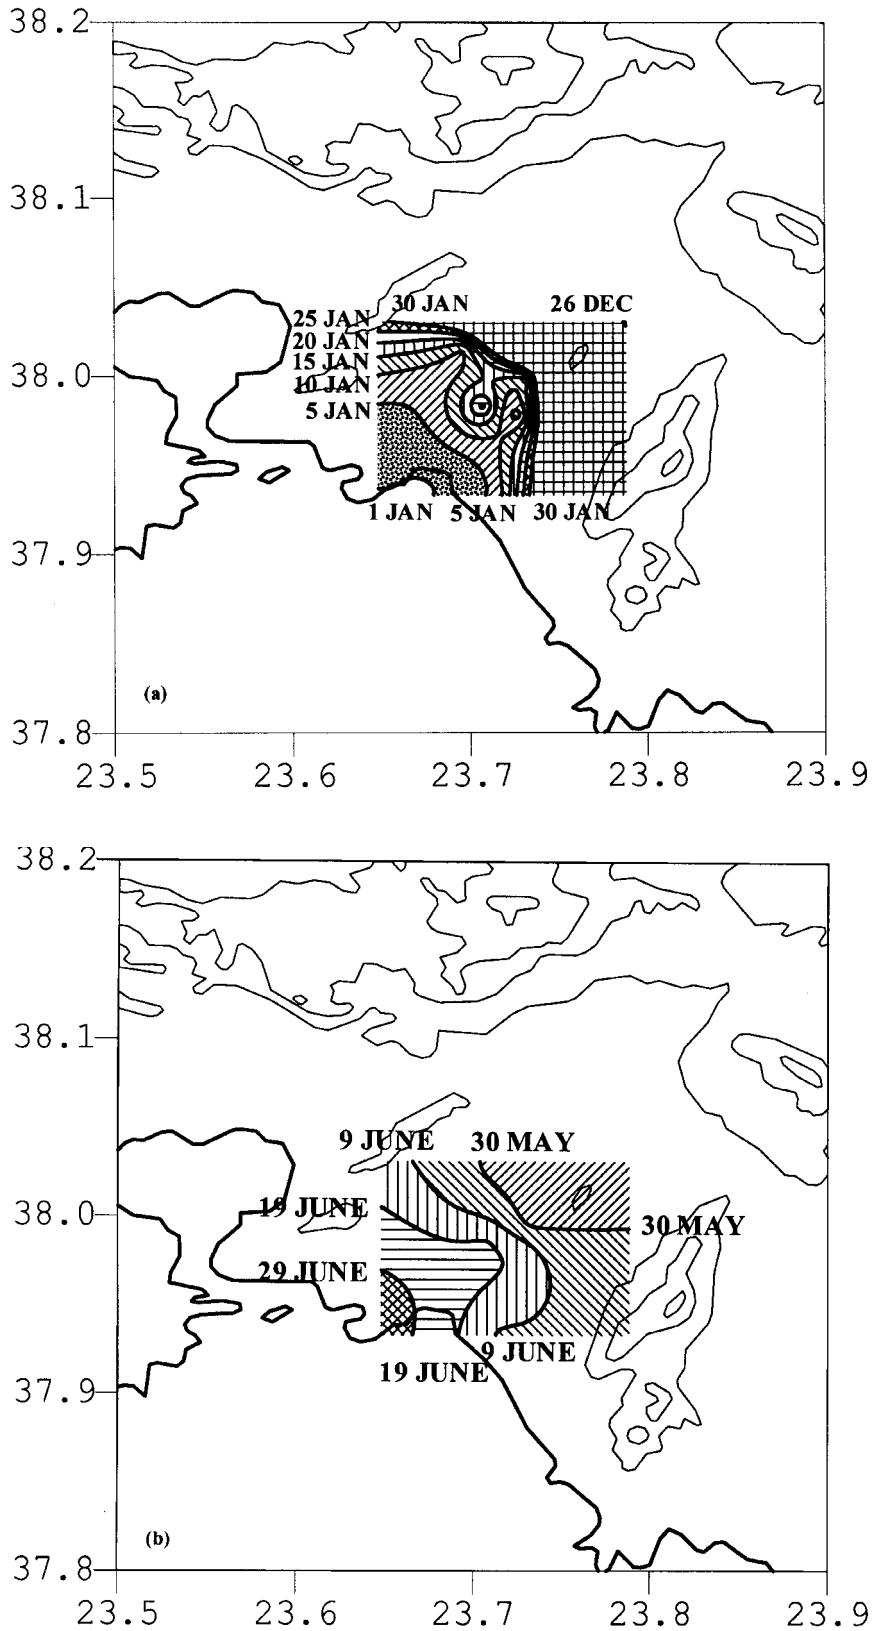 38.2
38.1
30 JAN 26 DEC
25 JAN
20 JAN
15 JAN
38.0
10 JAN
5 JAN
1 JAN 5 JAN 30 JAN
37.9
(a)
37.8
23.5 23.6 23.7 23.8 23.9
38.2
38.1
9 JUNE 30 MAY
19 JUNE
38.0
30 MAY
29 JUNE
9 JUNE
19 JUNE
37.9
(b)
37.8
23.5 23.6 23.7 23.8 23.9